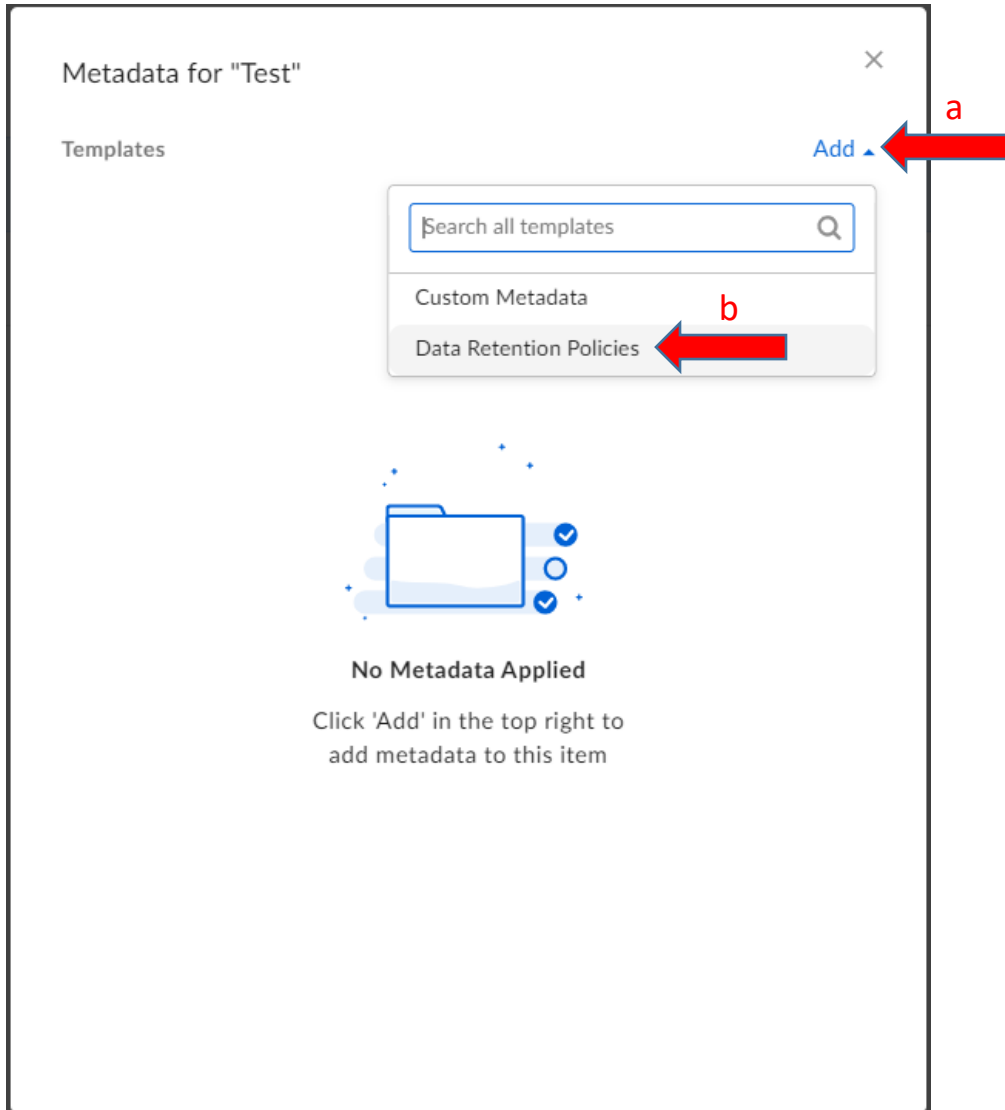 Metadata for "Test"
a
Templates
Add
Search all templates
Custom Metadata
b
Data Retention Policies
No Metadata Applied
Click 'Add' in the top right to
add metadata to this item